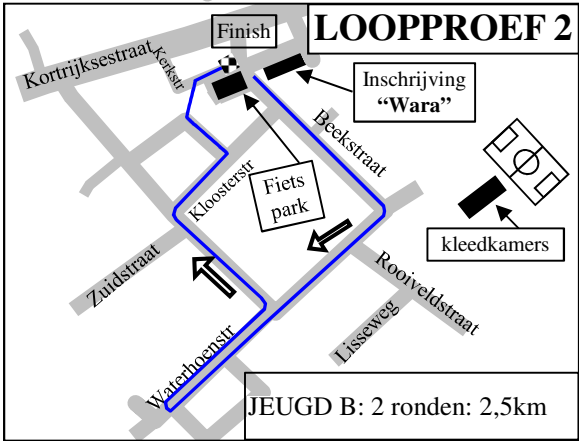 LOOPPROEF 2
Finish
Kortrijksestraat
Kerkstr
Inschrijving
“Wara”
Beekstraat
Kloosterstr
Fiets
park
kleedkamers
Zuidstraat
Rooiveldstraat
Lisseweg
Waterhoenstr
JEUGD B: 2 ronden: 2,5km